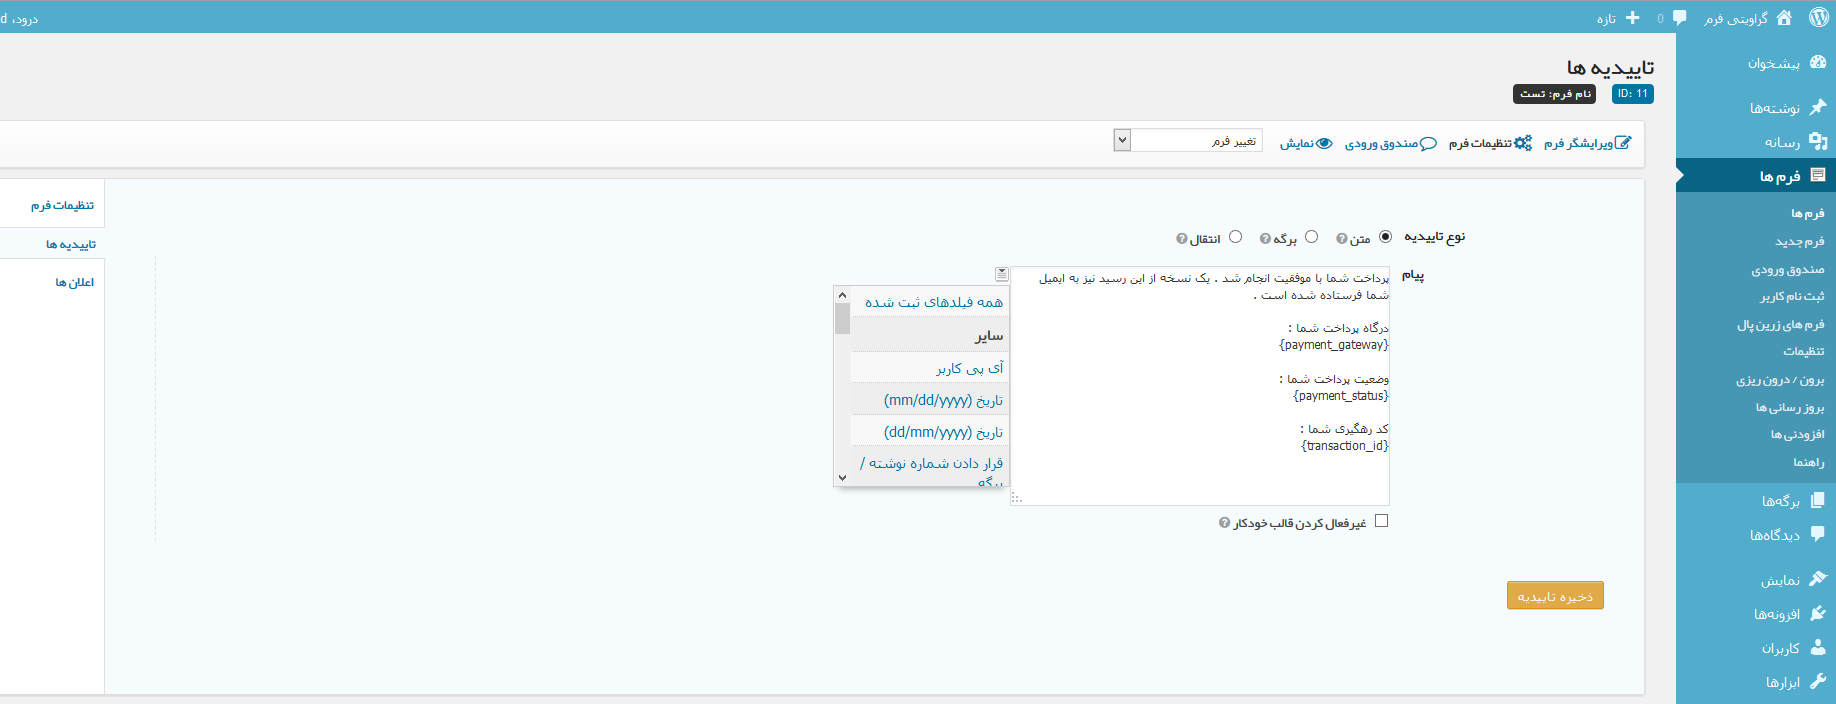 گراویتی فرم
0
تازه
درود، d
پیشخوان
نوشته‌ها
رسانه
فرم ها
فرم ها
فرم جدید
صندوق ورودی
ثبت نام کاربر
فرم های زرین پال
تنظیمات
برون / درون ریزی
بروز رسانی ها
افزودنی ها
راهنما
برگه‌ها
دیدگاه‌ها
نمایش
افزونه‌ها
کاربران
ابزارها
تاییدیه ها
ID: 11
نام فرم: تست
ویرایشگر فرم
تنظیمات فرم
صندوق ورودی
نمایش
تغییر فرم
نوع تاییدیه
متن
برگه
انتقال
پیام
پرداخت شما با موفقیت انجام شد . یک نسخه از این رسید نیز به ایمیل
شما فرستاده شده است .
درگاه پرداخت شما :
{payment_gateway}
وضعیت پرداخت شما :
{payment_status}
کد رهگیری شما :
{transaction_id}
همه فیلدهای ثبت شده
سایر
آی پی کاربر
تاریخ (mm/dd/yyyy)
تاریخ (dd/mm/yyyy)
قرار دادن شماره نوشته /
برگه
غیرفعال کردن قالب خودکار
ذخیره تاییدیه
تنظیمات فرم
تاییدیه ها
اعلان ها